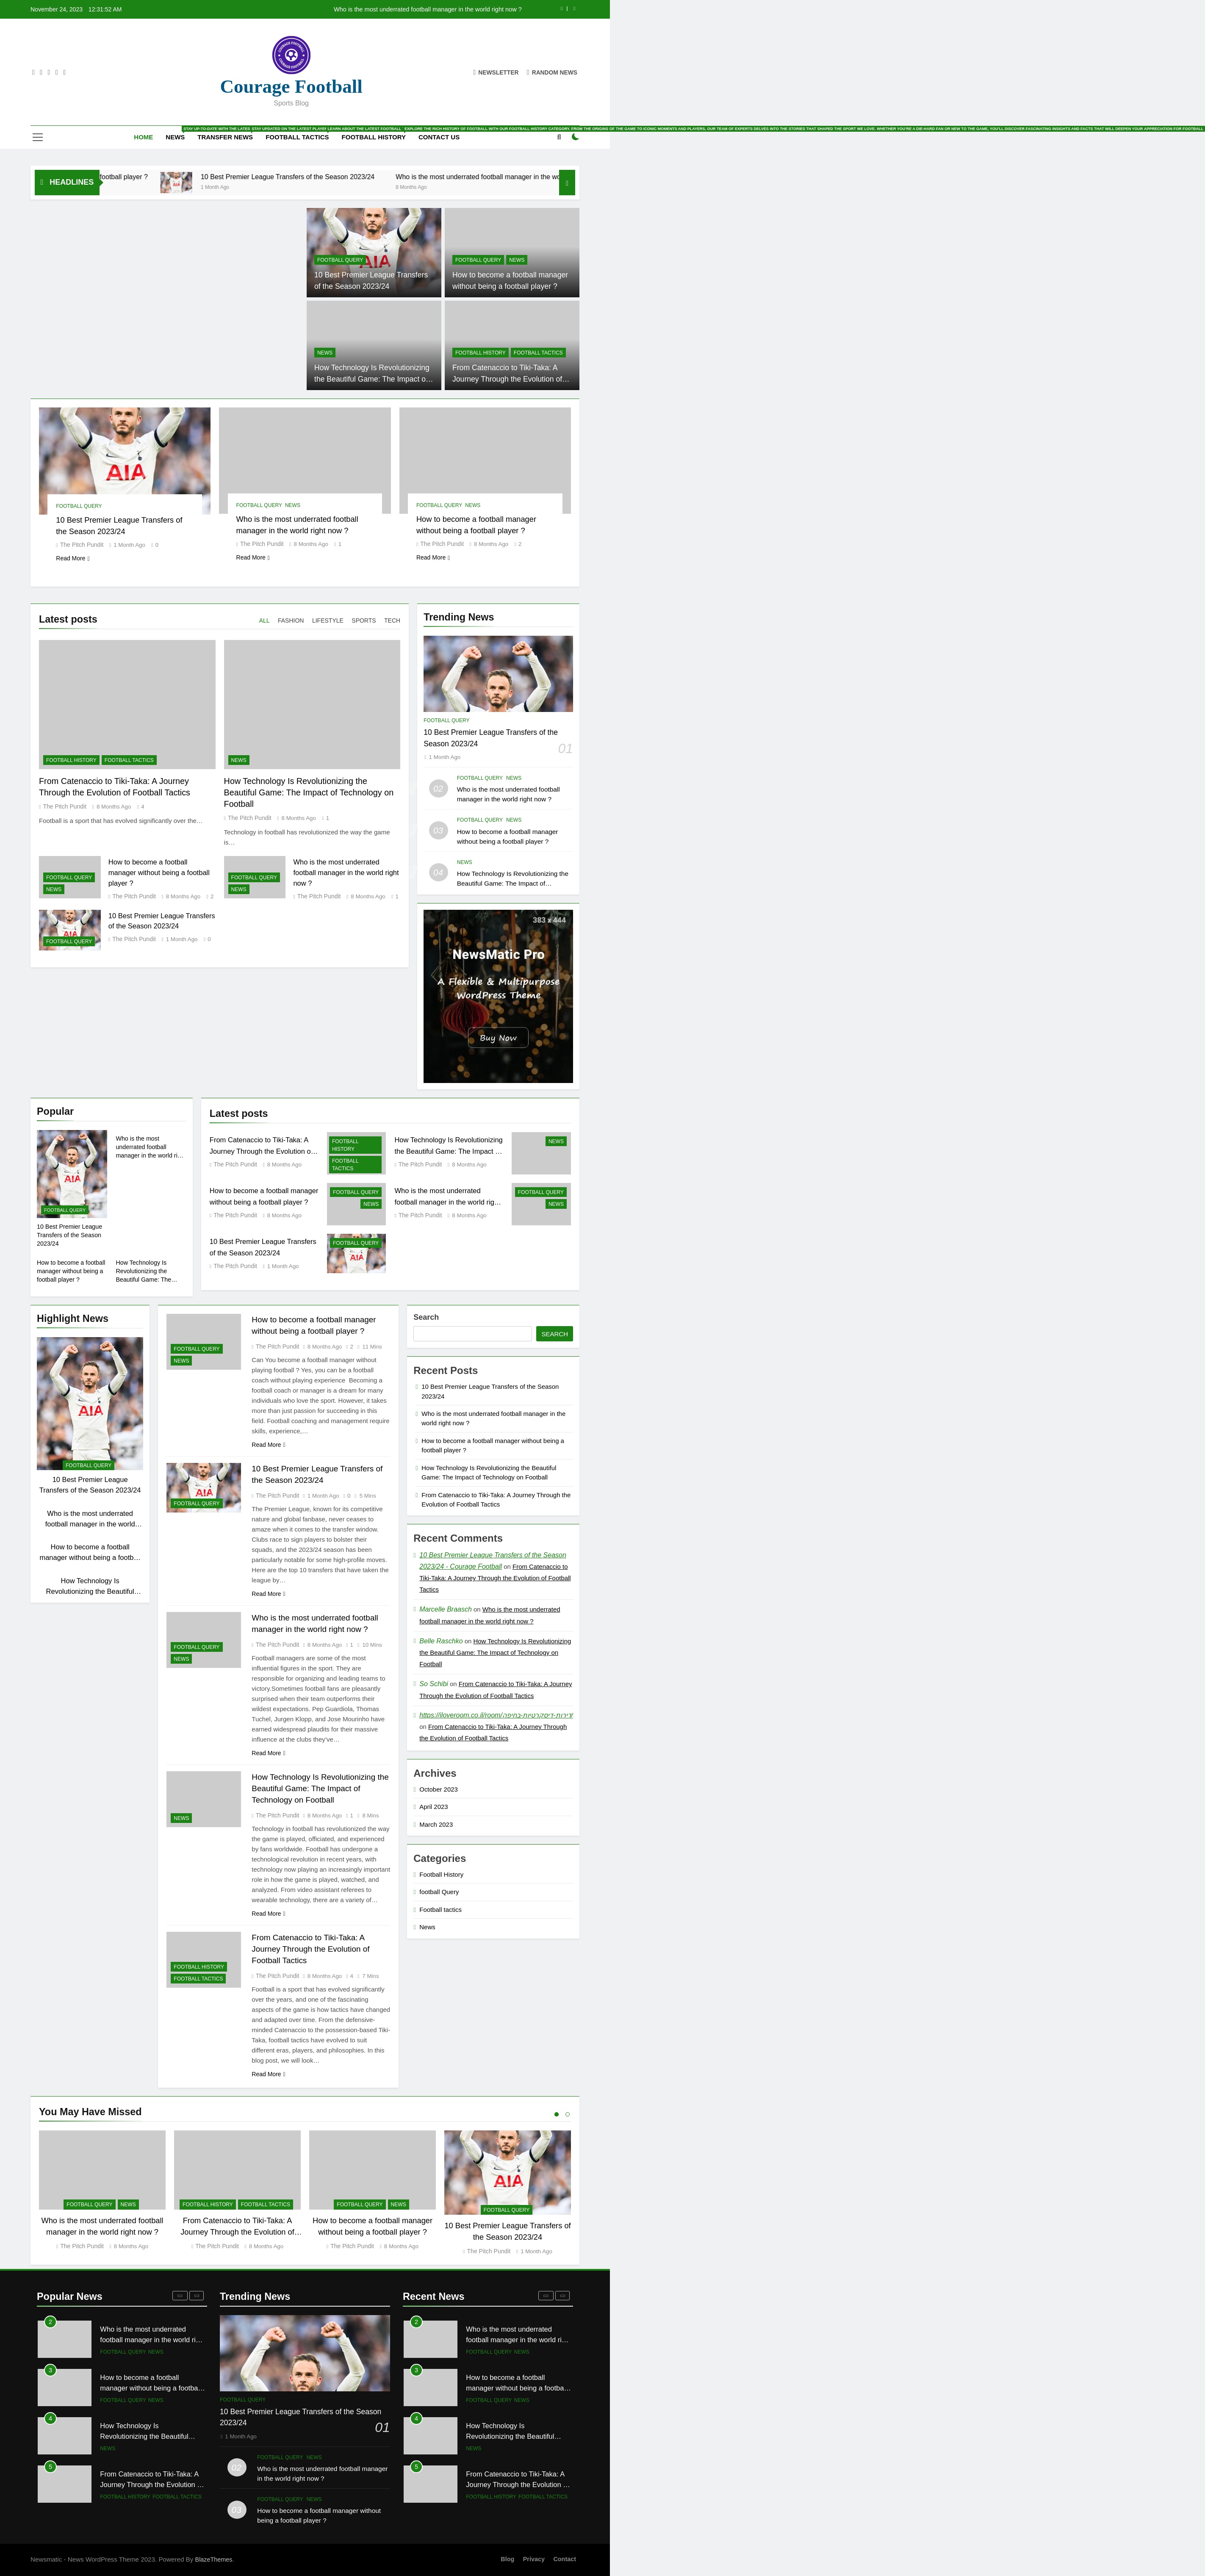 November 24, 2023 12:31:52 AM
Who is the most underrated football manager in the world right now ?
Courage Football
Sports Blog
NEWSLETTER RANDOM NEWS
HOME NEWS TRANSFER NEWS FOOTBALL TACTICS FOOTBALL HISTORY CONTACT US
HEADLINES
football player ?
10 Best Premier League Transfers of the Season 2023/24
1 Month Ago
Who is the most underrated football manager in the wo
8 Months Ago
FOOTBALL QUERY
10 Best Premier League Transfers
of the Season 2023/24
FOOTBALL QUERY NEWS
How to become a football manager
without being a football player ?
NEWS
How Technology Is Revolutionizing
the Beautiful Game: The Impact o…
FOOTBALL HISTORY FOOTBALL TACTICS
From Catenaccio to Tiki-Taka: A
Journey Through the Evolution of…
FOOTBALL QUERY
10 Best Premier League Transfers of
the Season 2023/24
The Pitch Pundit 1 Month Ago 0
Read More
FOOTBALL QUERY NEWS
Who is the most underrated football
manager in the world right now ?
The Pitch Pundit 8 Months Ago 1
Read More
FOOTBALL QUERY NEWS
How to become a football manager
without being a football player ?
The Pitch Pundit 8 Months Ago 2
Read More
Latest posts
ALL FASHION LIFESTYLE SPORTS TECH
FOOTBALL HISTORY FOOTBALL TACTICS
From Catenaccio to Tiki-Taka: A Journey
Through the Evolution of Football Tactics
The Pitch Pundit 8 Months Ago 4
Football is a sport that has evolved significantly over the…
NEWS
How Technology Is Revolutionizing the
Beautiful Game: The Impact of Technology on
Football
The Pitch Pundit 8 Months Ago 1
Technology in football has revolutionized the way the game
is…
FOOTBALL QUERY
NEWS
How to become a football
manager without being a football
player ?
The Pitch Pundit 8 Months Ago 2
FOOTBALL QUERY
NEWS
Who is the most underrated
football manager in the world right
now ?
The Pitch Pundit 8 Months Ago 1
FOOTBALL QUERY
10 Best Premier League Transfers
of the Season 2023/24
The Pitch Pundit 1 Month Ago 0
Trending News
FOOTBALL QUERY
10 Best Premier League Transfers of the
Season 2023/24
01
1 Month Ago
02
FOOTBALL QUERY NEWS
Who is the most underrated football
manager in the world right now ?
03
FOOTBALL QUERY NEWS
How to become a football manager
without being a football player ?
04
NEWS
How Technology Is Revolutionizing the
Beautiful Game: The Impact of…
383 x 444
NewsMatic Pro
A Flexible & Multipurpose
WordPress Theme
Buy Now
Popular
FOOTBALL QUERY
10 Best Premier League
Transfers of the Season
2023/24
Who is the most
underrated football
manager in the world ri…
How to become a football
manager without being a
football player ?
How Technology Is
Revolutionizing the
Beautiful Game: The…
Latest posts
From Catenaccio to Tiki-Taka: A
Journey Through the Evolution o…
The Pitch Pundit 8 Months Ago
FOOTBALL
HISTORY
FOOTBALL
TACTICS
How Technology Is Revolutionizing
the Beautiful Game: The Impact …
The Pitch Pundit 8 Months Ago
NEWS
How to become a football manager
without being a football player ?
The Pitch Pundit 8 Months Ago
FOOTBALL QUERY
NEWS
Who is the most underrated
football manager in the world rig…
The Pitch Pundit 8 Months Ago
FOOTBALL QUERY
NEWS
10 Best Premier League Transfers
of the Season 2023/24
The Pitch Pundit 1 Month Ago
FOOTBALL QUERY
Highlight News
FOOTBALL QUERY
10 Best Premier League
Transfers of the Season 2023/24
Who is the most underrated
football manager in the world…
How to become a football
manager without being a footb…
How Technology Is
Revolutionizing the Beautiful…
FOOTBALL QUERY
NEWS
How to become a football manager
without being a football player ?
The Pitch Pundit 8 Months Ago 2 11 Mins
Can You become a football manager without
playing football ? Yes, you can be a football
coach without playing experience Becoming a
football coach or manager is a dream for many
individuals who love the sport. However, it takes
more than just passion for succeeding in this
field. Football coaching and management require
skills, experience,…
Read More
FOOTBALL QUERY
10 Best Premier League Transfers of
the Season 2023/24
The Pitch Pundit 1 Month Ago 0 5 Mins
The Premier League, known for its competitive
nature and global fanbase, never ceases to
amaze when it comes to the transfer window.
Clubs race to sign players to bolster their
squads, and the 2023/24 season has been
particularly notable for some high-profile moves.
Here are the top 10 transfers that have taken the
league by…
Read More
FOOTBALL QUERY
NEWS
Who is the most underrated football
manager in the world right now ?
The Pitch Pundit 8 Months Ago 1 10 Mins
Football managers are some of the most
influential figures in the sport. They are
responsible for organizing and leading teams to
victory.Sometimes football fans are pleasantly
surprised when their team outperforms their
wildest expectations. Pep Guardiola, Thomas
Tuchel, Jurgen Klopp, and Jose Mourinho have
earned widespread plaudits for their massive
influence at the clubs they've…
Read More
NEWS
How Technology Is Revolutionizing the
Beautiful Game: The Impact of
Technology on Football
The Pitch Pundit 8 Months Ago 1 8 Mins
Technology in football has revolutionized the way
the game is played, officiated, and experienced
by fans worldwide. Football has undergone a
technological revolution in recent years, with
technology now playing an increasingly important
role in how the game is played, watched, and
analyzed. From video assistant referees to
wearable technology, there are a variety of…
Read More
FOOTBALL HISTORY
FOOTBALL TACTICS
From Catenaccio to Tiki-Taka: A
Journey Through the Evolution of
Football Tactics
The Pitch Pundit 8 Months Ago 4 7 Mins
Football is a sport that has evolved significantly
over the years, and one of the fascinating
aspects of the game is how tactics have changed
and adapted over time. From the defensive-
minded Catenaccio to the possession-based Tiki-
Taka, football tactics have evolved to suit
different eras, players, and philosophies. In this
blog post, we will look…
Read More
Search
SEARCH
Recent Posts
10 Best Premier League Transfers of the Season
2023/24
Who is the most underrated football manager in the
world right now ?
How to become a football manager without being a
football player ?
How Technology Is Revolutionizing the Beautiful
Game: The Impact of Technology on Football
From Catenaccio to Tiki-Taka: A Journey Through the
Evolution of Football Tactics
Recent Comments
10 Best Premier League Transfers of the Season
2023/24 - Courage Football on From Catenaccio to
Tiki-Taka: A Journey Through the Evolution of Football
Tactics
Marcelle Braasch on Who is the most underrated
football manager in the world right now ?
Belle Raschko on How Technology Is Revolutionizing
the Beautiful Game: The Impact of Technology on
Football
So Schibi on From Catenaccio to Tiki-Taka: A Journey
Through the Evolution of Football Tactics
https://iloveroom.co.il/room/דירות-דיסקרטיות-בחיפה/
on From Catenaccio to Tiki-Taka: A Journey Through
the Evolution of Football Tactics
Archives
October 2023
April 2023
March 2023
Categories
Football History
football Query
Football tactics
News
You May Have Missed
FOOTBALL QUERY NEWS
Who is the most underrated football
manager in the world right now ?
The Pitch Pundit 8 Months Ago
FOOTBALL HISTORY FOOTBALL TACTICS
From Catenaccio to Tiki-Taka: A
Journey Through the Evolution of…
The Pitch Pundit 8 Months Ago
FOOTBALL QUERY NEWS
How to become a football manager
without being a football player ?
The Pitch Pundit 8 Months Ago
FOOTBALL QUERY
10 Best Premier League Transfers of
the Season 2023/24
The Pitch Pundit 1 Month Ago
Popular News
2
Who is the most underrated
football manager in the world ri…
FOOTBALL QUERY NEWS
3
How to become a football
manager without being a footba…
FOOTBALL QUERY NEWS
4
How Technology Is
Revolutionizing the Beautiful…
NEWS
5
From Catenaccio to Tiki-Taka: A
Journey Through the Evolution …
FOOTBALL HISTORY FOOTBALL TACTICS
Trending News
FOOTBALL QUERY
10 Best Premier League Transfers of the Season
2023/24
01
1 Month Ago
02
FOOTBALL QUERY NEWS
Who is the most underrated football manager
in the world right now ?
03
FOOTBALL QUERY NEWS
How to become a football manager without
being a football player ?
Recent News
2
Who is the most underrated
football manager in the world ri…
FOOTBALL QUERY NEWS
3
How to become a football
manager without being a footba…
FOOTBALL QUERY NEWS
4
How Technology Is
Revolutionizing the Beautiful…
NEWS
5
From Catenaccio to Tiki-Taka: A
Journey Through the Evolution …
FOOTBALL HISTORY FOOTBALL TACTICS
Newsmatic - News WordPress Theme 2023. Powered By BlazeThemes.
Blog Privacy Contact